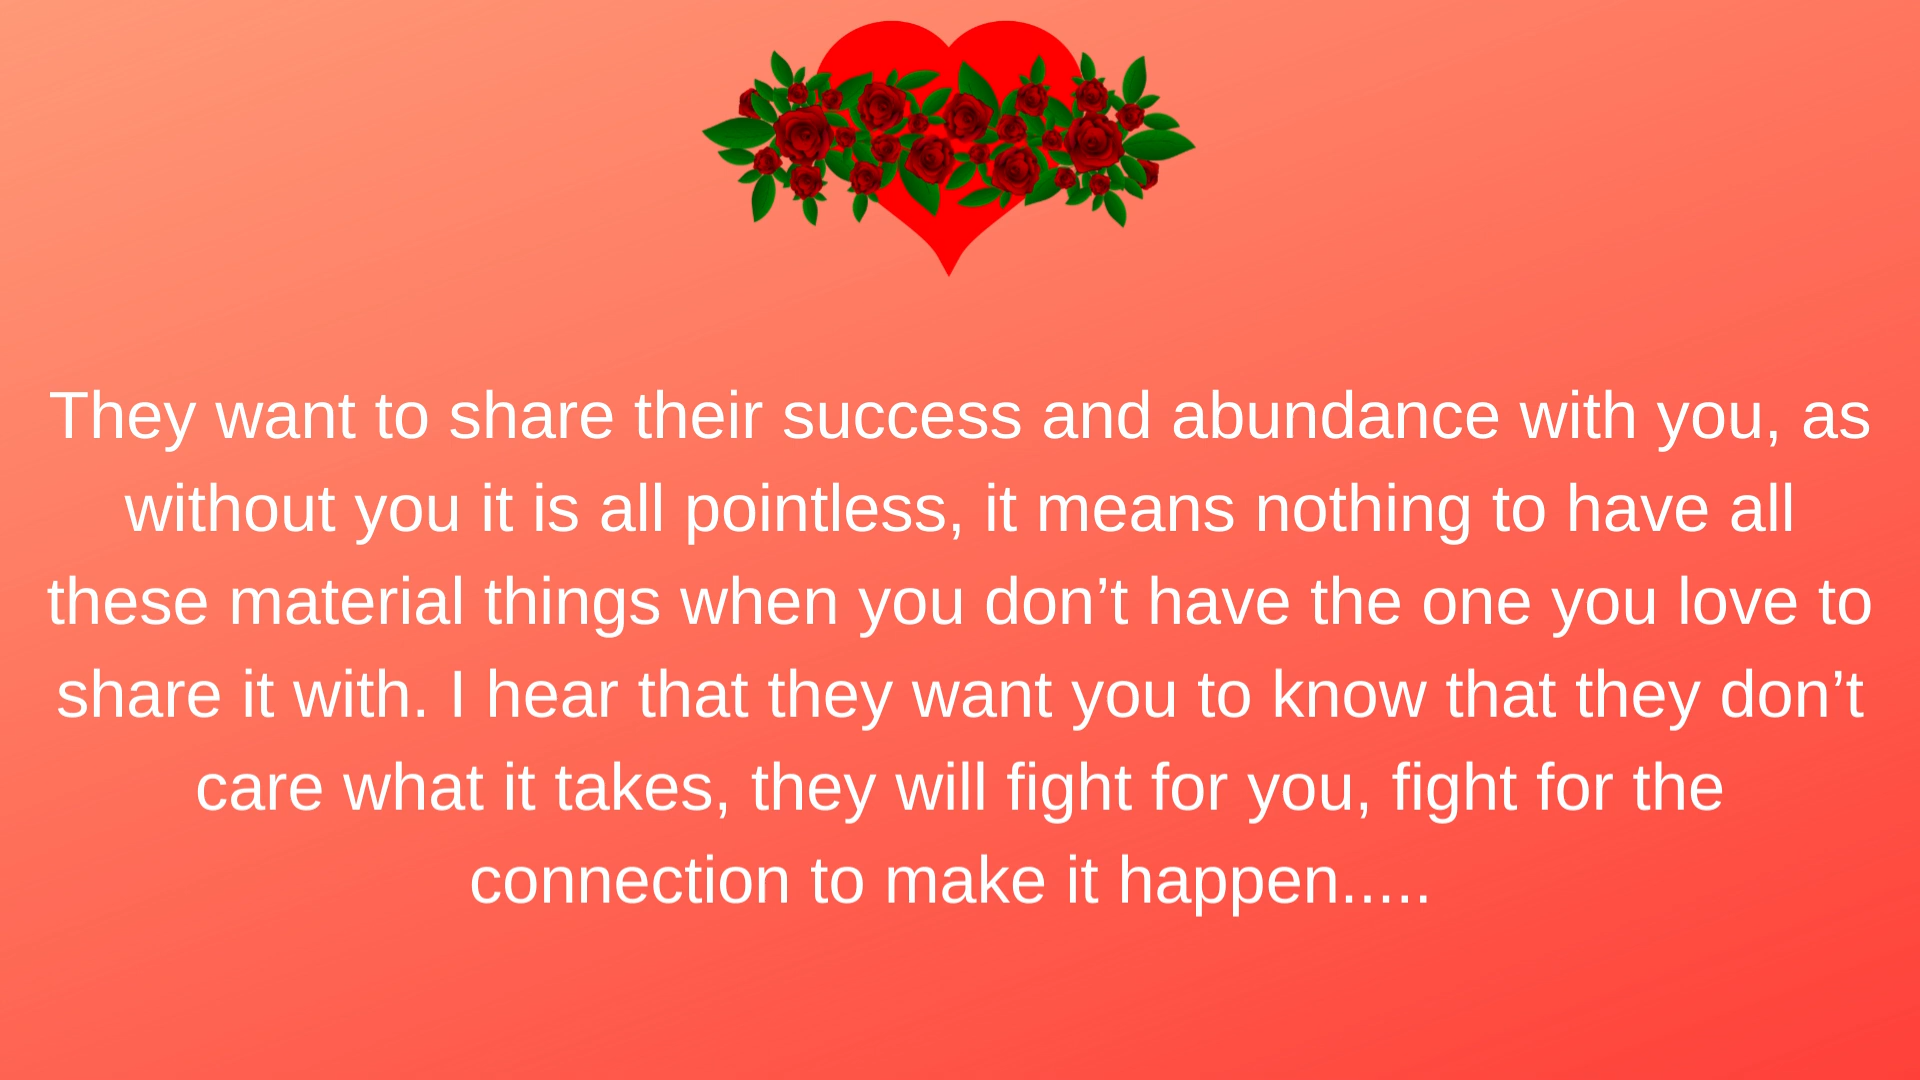 They want to share their success and abundance with you, as
without you it is all pointless, it means nothing to have all
these material things when you don’t have the one you love to
share it with. I hear that they want you to know that they don’t
care what it takes, they will fight for you, fight for the
connection to make it happen.....